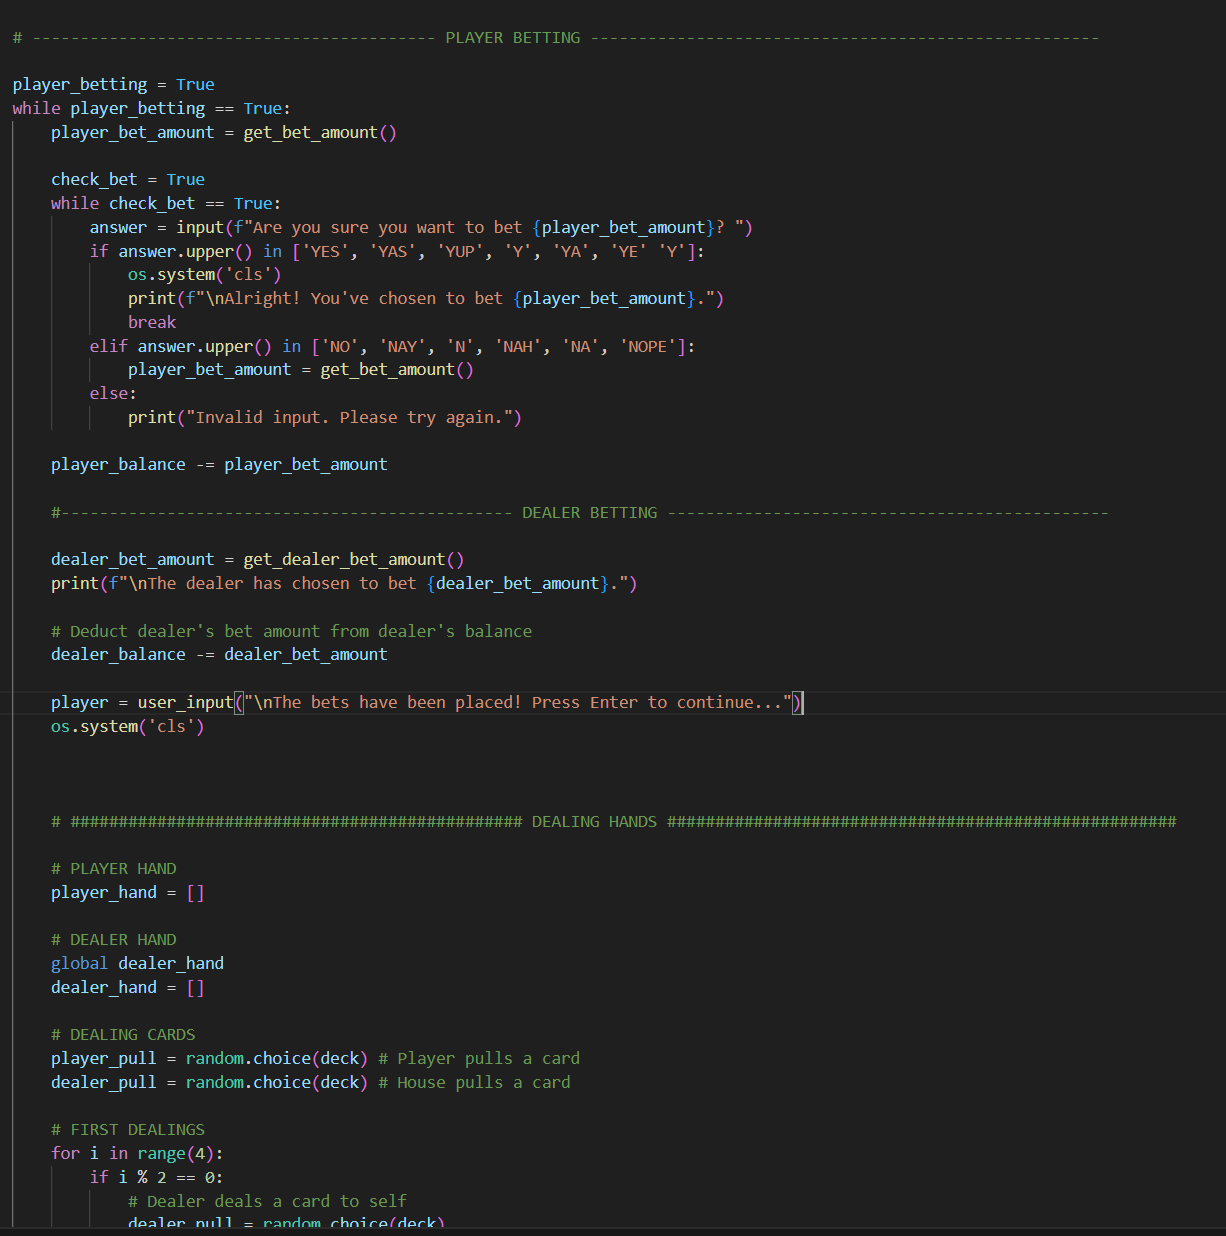 # ------------------------------------------ PLAYER BETTING -----------------------------------------------------
player_betting = True
while player_betting == True:
    player_bet_amount = get_bet_amount()
    check_bet = True
    while check_bet == True:
        answer = input(f"Are you sure you want to bet {player_bet_amount}? ")
        if answer.upper() in ['YES', 'YAS', 'YUP', 'Y', 'YA', 'YE' 'Y']:
            os.system('cls')
            print(f"\nAlright! You've chosen to bet {player_bet_amount}.")
            break
        elif answer.upper() in ['NO', 'NAY', 'N', 'NAH', 'NA', 'NOPE']:
            player_bet_amount = get_bet_amount()
        else:
            print("Invalid input. Please try again.")
    player_balance -= player_bet_amount
    #----------------------------------------------- DEALER BETTING ----------------------------------------------
    dealer_bet_amount = get_dealer_bet_amount()
    print(f"\nThe dealer has chosen to bet {dealer_bet_amount}.")
    # Deduct dealer's bet amount from dealer's balance
    dealer_balance -= dealer_bet_amount
    player = user_input("\nThe bets have been placed! Press Enter to continue...")
    os.system('cls')
    # ############################################### DEALING HANDS #####################################################
    # PLAYER HAND
    player_hand = []
    # DEALER HAND
    global dealer_hand
    dealer_hand = []
    # DEALING CARDS
    player_pull = random.choice(deck) # Player pulls a card
    dealer_pull = random.choice(deck) # House pulls a card
    # FIRST DEALINGS
    for i in range(4):
        if i % 2 == 0:
            # Dealer deals a card to self
            dealer_pull = random.choice(deck)